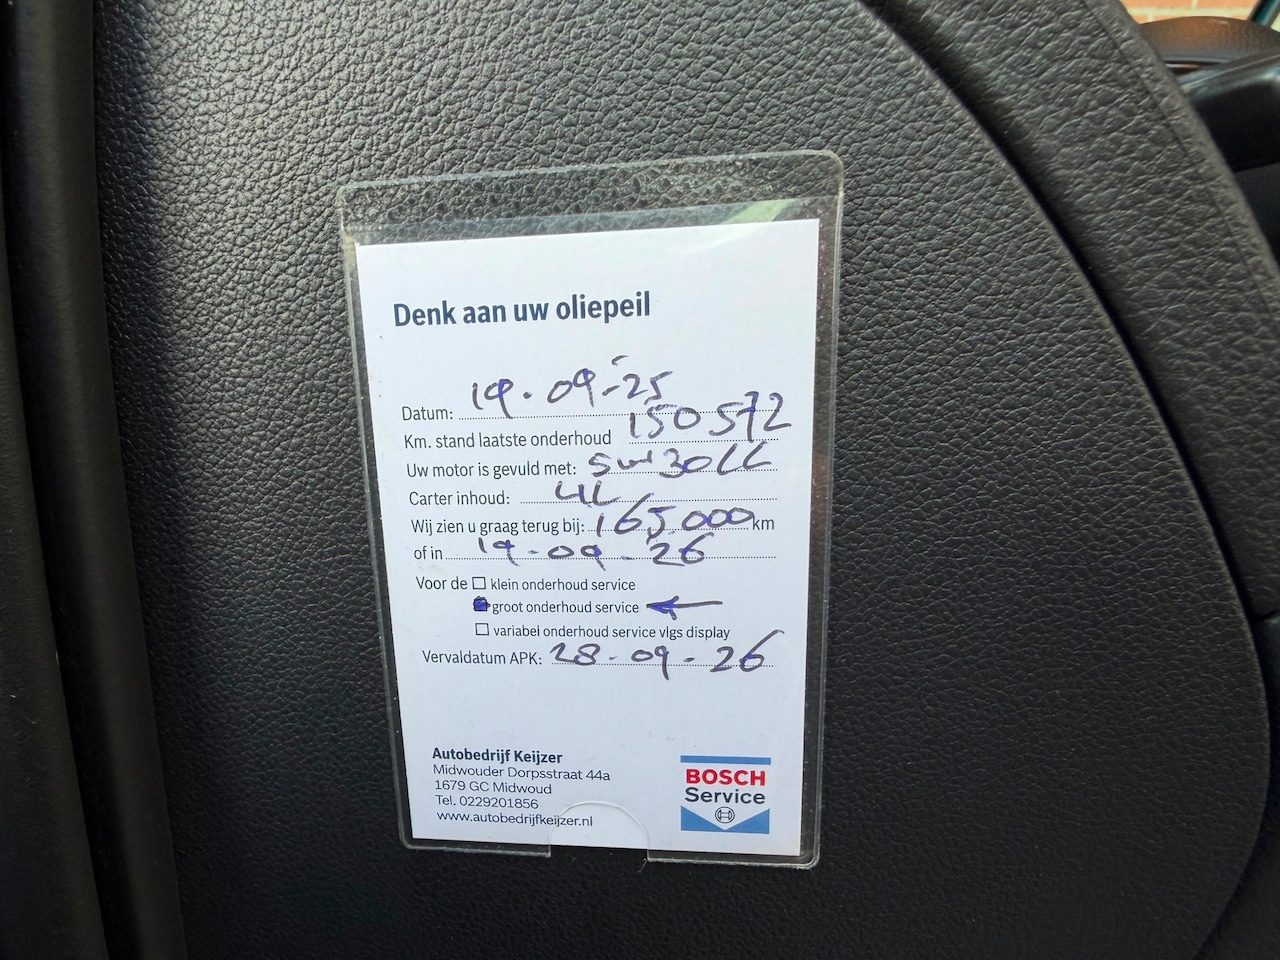 Denk aan uw oliepeil
Datum: 19-09-'25
Km. stand laatste onderhoud 150572
Uw motor is gevuld met: 5w30LL
Carter inhoud: 4L
Wij zien u graag terug bij: 165.000 km
of in 19-09-26
Voor de klein onderhoud service
groot onderhoud service
variabel onderhoud service vlgs display
Vervaldatum APK: 28-09-26
Autobedrijf Keijzer
Midwouder Dorpsstraat 44a
1679 GC Midwoud
Tel. 0229201856
www.autobedrijfkeijzer.nl
BOSCH
Service